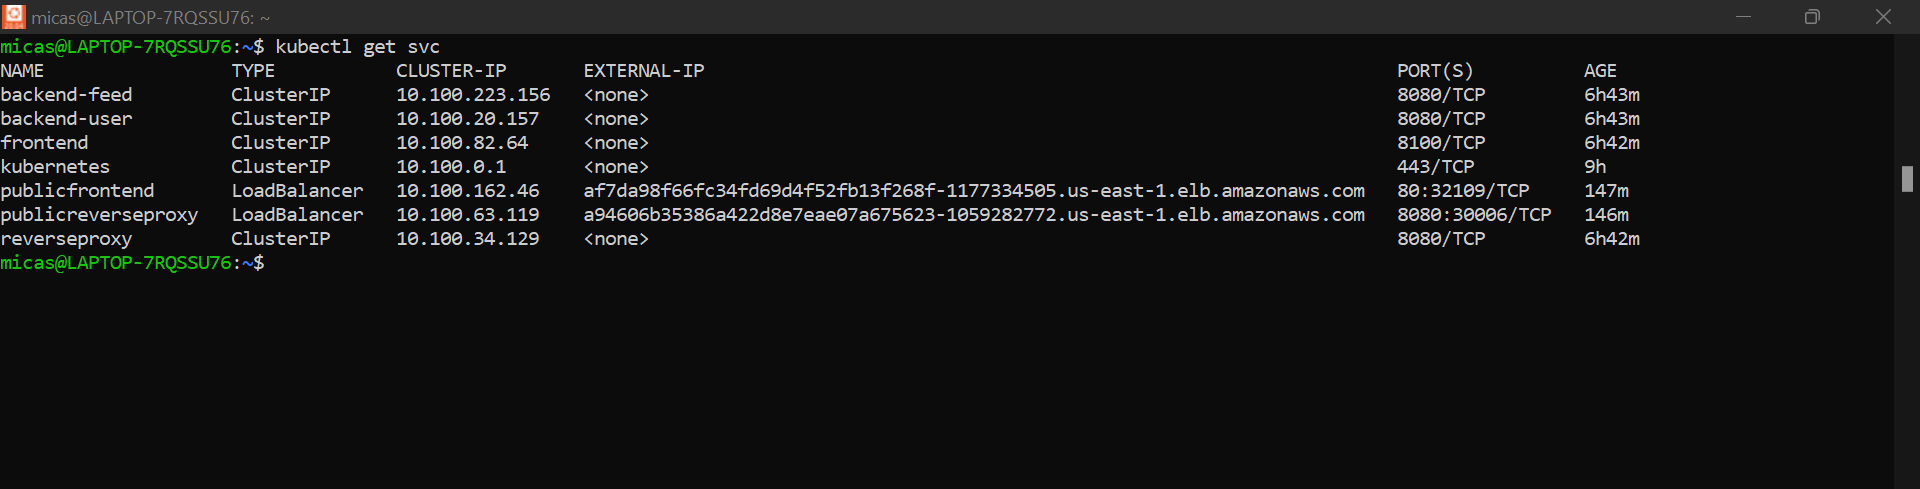 micas@LAPTOP-7RQSSU76: ~
micas@LAPTOP-7RQSSU76:~$ kubectl get svc
NAME TYPE CLUSTER-IP EXTERNAL-IP PORT(S) AGE
backend-feed ClusterIP 10.100.223.156 <none> 8080/TCP 6h43m
backend-user ClusterIP 10.100.20.157 <none> 8080/TCP 6h43m
frontend ClusterIP 10.100.82.64 <none> 8100/TCP 6h42m
kubernetes ClusterIP 10.100.0.1 <none> 443/TCP 9h
publicfrontend LoadBalancer 10.100.162.46 af7da98f66fc34fd69d4f52fb13f268f-1177334505.us-east-1.elb.amazonaws.com 80:32109/TCP 147m
publicreverseproxy LoadBalancer 10.100.63.119 a94606b35386a422d8e7eae07a675623-1059282772.us-east-1.elb.amazonaws.com 8080:30006/TCP 146m
reverseproxy ClusterIP 10.100.34.129 <none> 8080/TCP 6h42m
micas@LAPTOP-7RQSSU76:~$